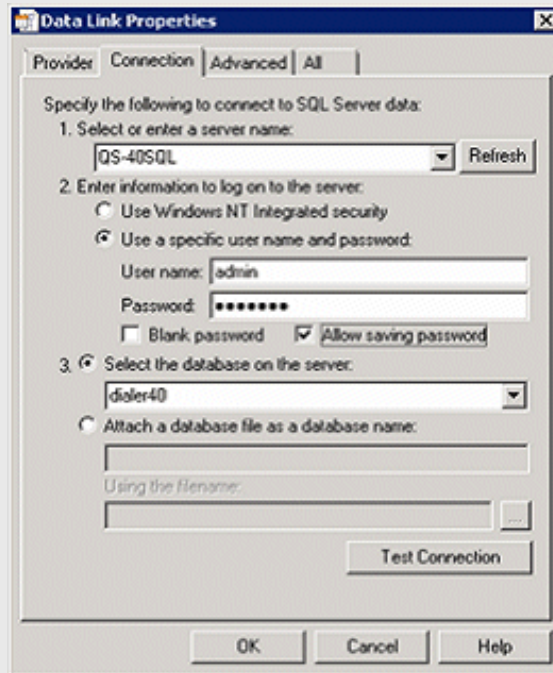 Data Link Properties
Provider Connection Advanced All
Specify the following to connect to SQL Server data:
1. Select or enter a server name:
QS-40SQL Refresh
2. Enter information to log on to the server:
Use Windows NT Integrated security
Use a specific user name and password:
User name: admin
Password: •••••••
Blank password Allow saving password
3. Select the database on the server:
dialer40
Attach a database file as a database name:
Using the filename:
...
Test Connection
OK Cancel Help